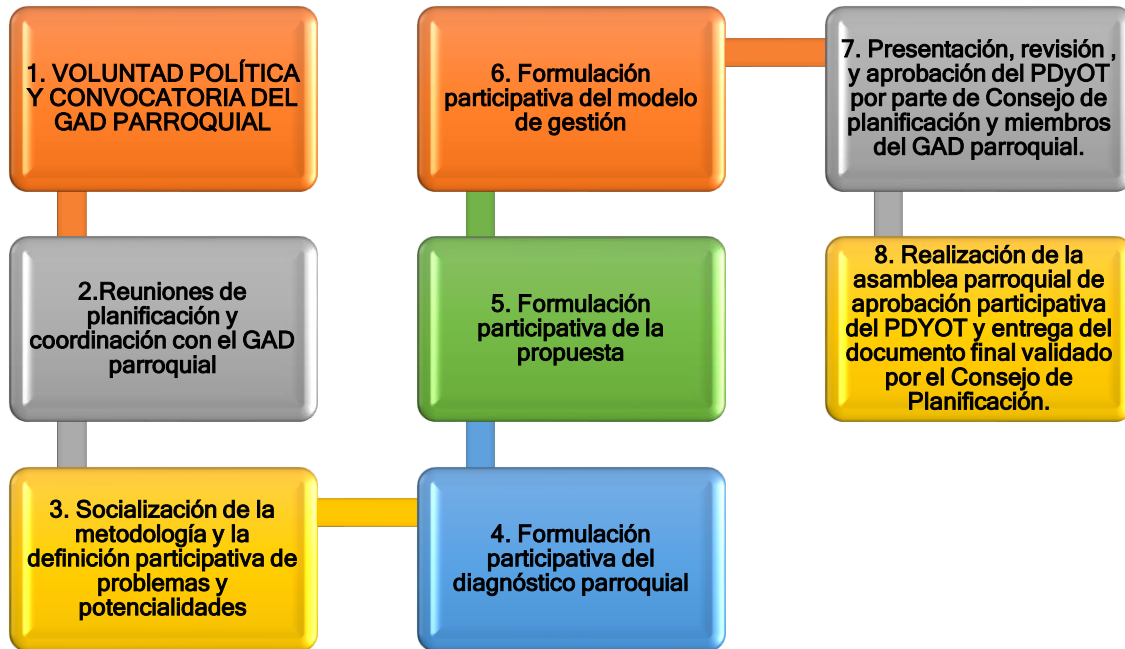 1. VOLUNTAD POLÍTICA
Y CONVOCATORIA DEL
GAD PARROQUIAL
2.Reuniones de
planificación y
coordinación con el GAD
parroquial
3. Socialización de la
metodología y la
definición participativa de
problemas y
potencialidades
4. Formulación
participativa del
diagnóstico parroquial
5. Formulación
participativa de la
propuesta
6. Formulación
participativa del modelo
de gestión
7. Presentación, revisión ,
y aprobación del PDyOT
por parte de Consejo de
planificación y miembros
del GAD parroquial.
8. Realización de la
asamblea parroquial de
aprobación participativa
del PDYOT y entrega del
documento final validado
por el Consejo de
Planificación.